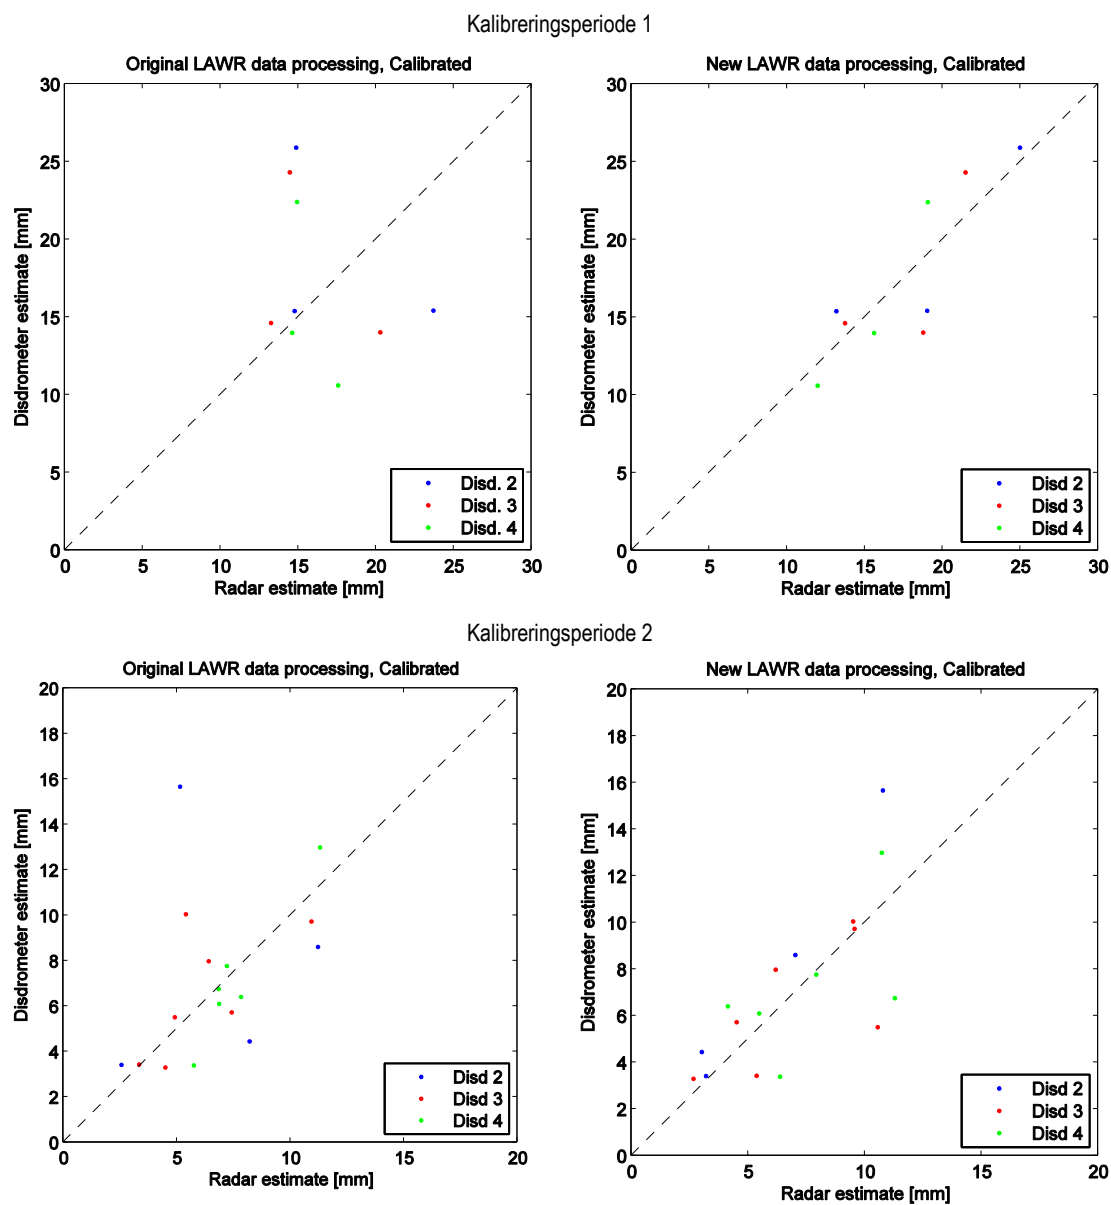 Kalibreringsperiode 1
Original LAWR data processing, Calibrated
30
25
20
15
10
5
0
Disdrometer estimate [mm]
0 5 10 15 20 25 30
Radar estimate [mm]
Disd. 2
Disd. 3
Disd. 4
New LAWR data processing, Calibrated
30
25
20
15
10
5
0
Disdrometer estimate [mm]
0 5 10 15 20 25 30
Radar estimate [mm]
Disd 2
Disd 3
Disd 4
Kalibreringsperiode 2
Original LAWR data processing, Calibrated
20
18
16
14
12
10
8
6
4
2
0
Disdrometer estimate [mm]
0 5 10 15 20
Radar estimate [mm]
Disd 2
Disd 3
Disd 4
New LAWR data processing, Calibrated
20
18
16
14
12
10
8
6
4
2
0
Disdrometer estimate [mm]
0 5 10 15 20
Radar estimate [mm]
Disd 2
Disd 3
Disd 4